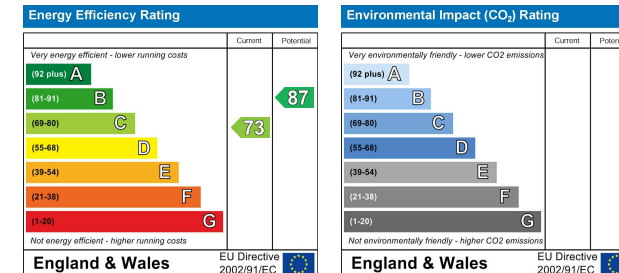 Energy Efficiency Rating
Current Potential
Very energy efficient - lower running costs
(92 plus) A
(81-91) B
87
(69-80) C
73
(55-68) D
(39-54) E
(21-38) F
(1-20) G
Not energy efficient - higher running costs
England & Wales
EU Directive
2002/91/EC
Environmental Impact (CO₂) Rating
Current Poten
Very environmentally friendly - lower CO2 emissions
(92 plus) A
(81-91) B
(69-80) C
(55-68) D
(39-54) E
(21-38) F
(1-20) G
Not environmentally friendly - higher CO2 emissions
England & Wales
EU Directive
2002/91/EC